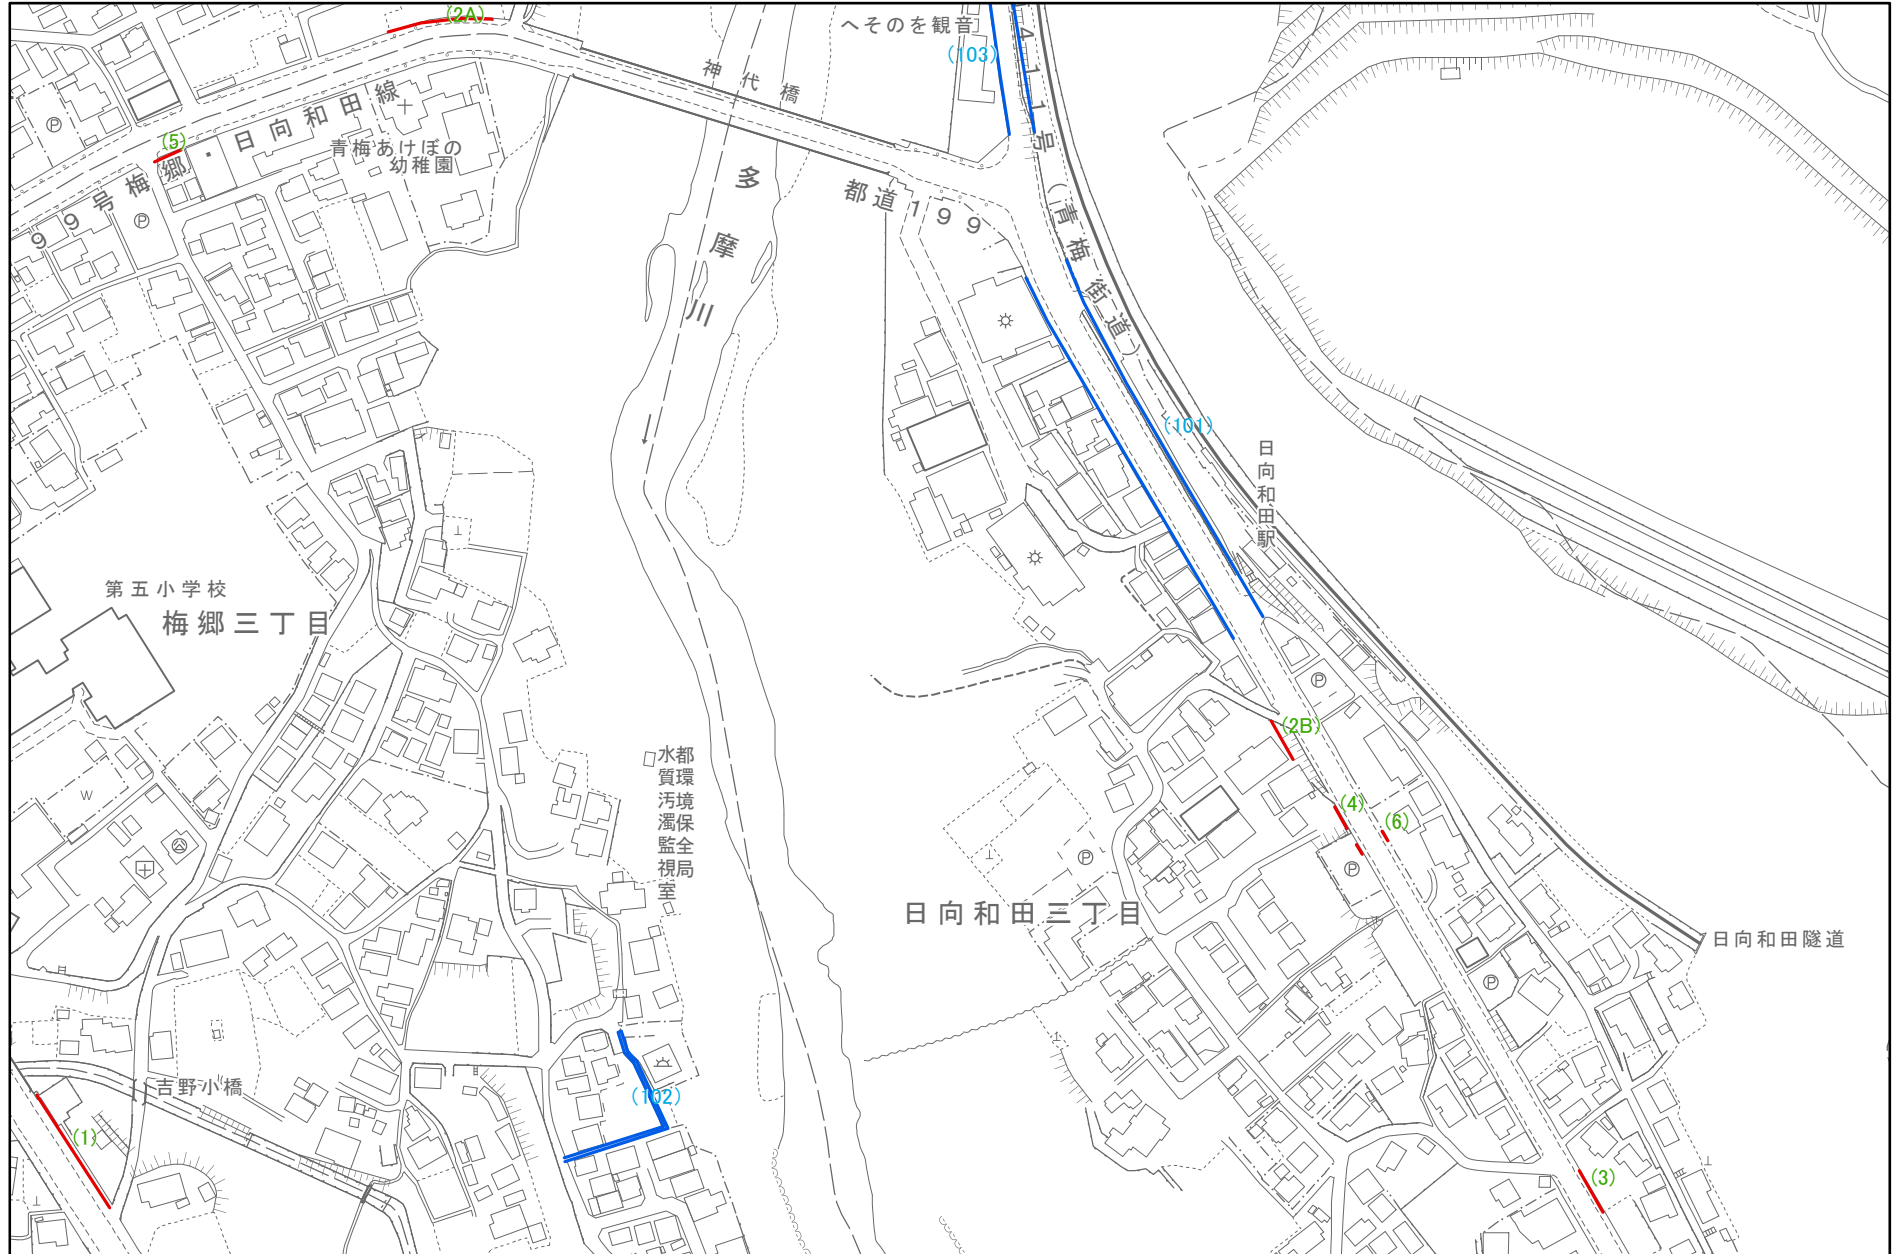 (2A)
へそのを観音
(103)
411号(青梅街道)
神代橋
(5)
99号梅郷・日向和田線
青梅あけぼの
幼稚園
多摩川
都道199
(101)
日向和田駅
第五小学校
梅郷三丁目
(2B)
都環境保全局
水質汚濁監視室
(4)
(6)
日向和田三丁目
日向和田隧道
吉野小橋
(102)
(1)
(3)
P
P
P
P
P
P
W